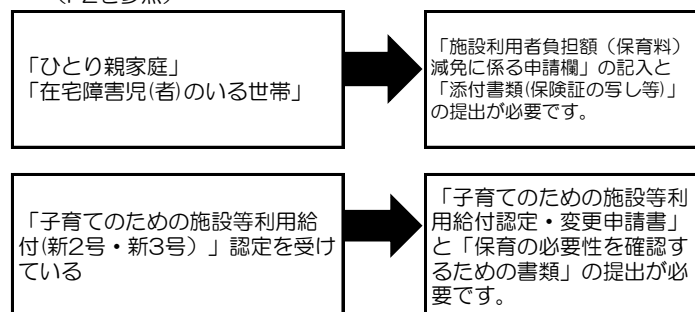 「ひとり親家庭」
「在宅障害児(者)のいる世帯」
「施設利用者負担額（保育料）
減免に係る申請欄」の記入と
「添付書類(保険証の写し等)」
の提出が必要です。
「子育てのための施設等利用給
付(新2号・新3号）」認定を受け
ている
「子育てのための施設等利
用給付認定・変更申請書」
と「保育の必要性を確認す
るための書類」の提出が必
要です。